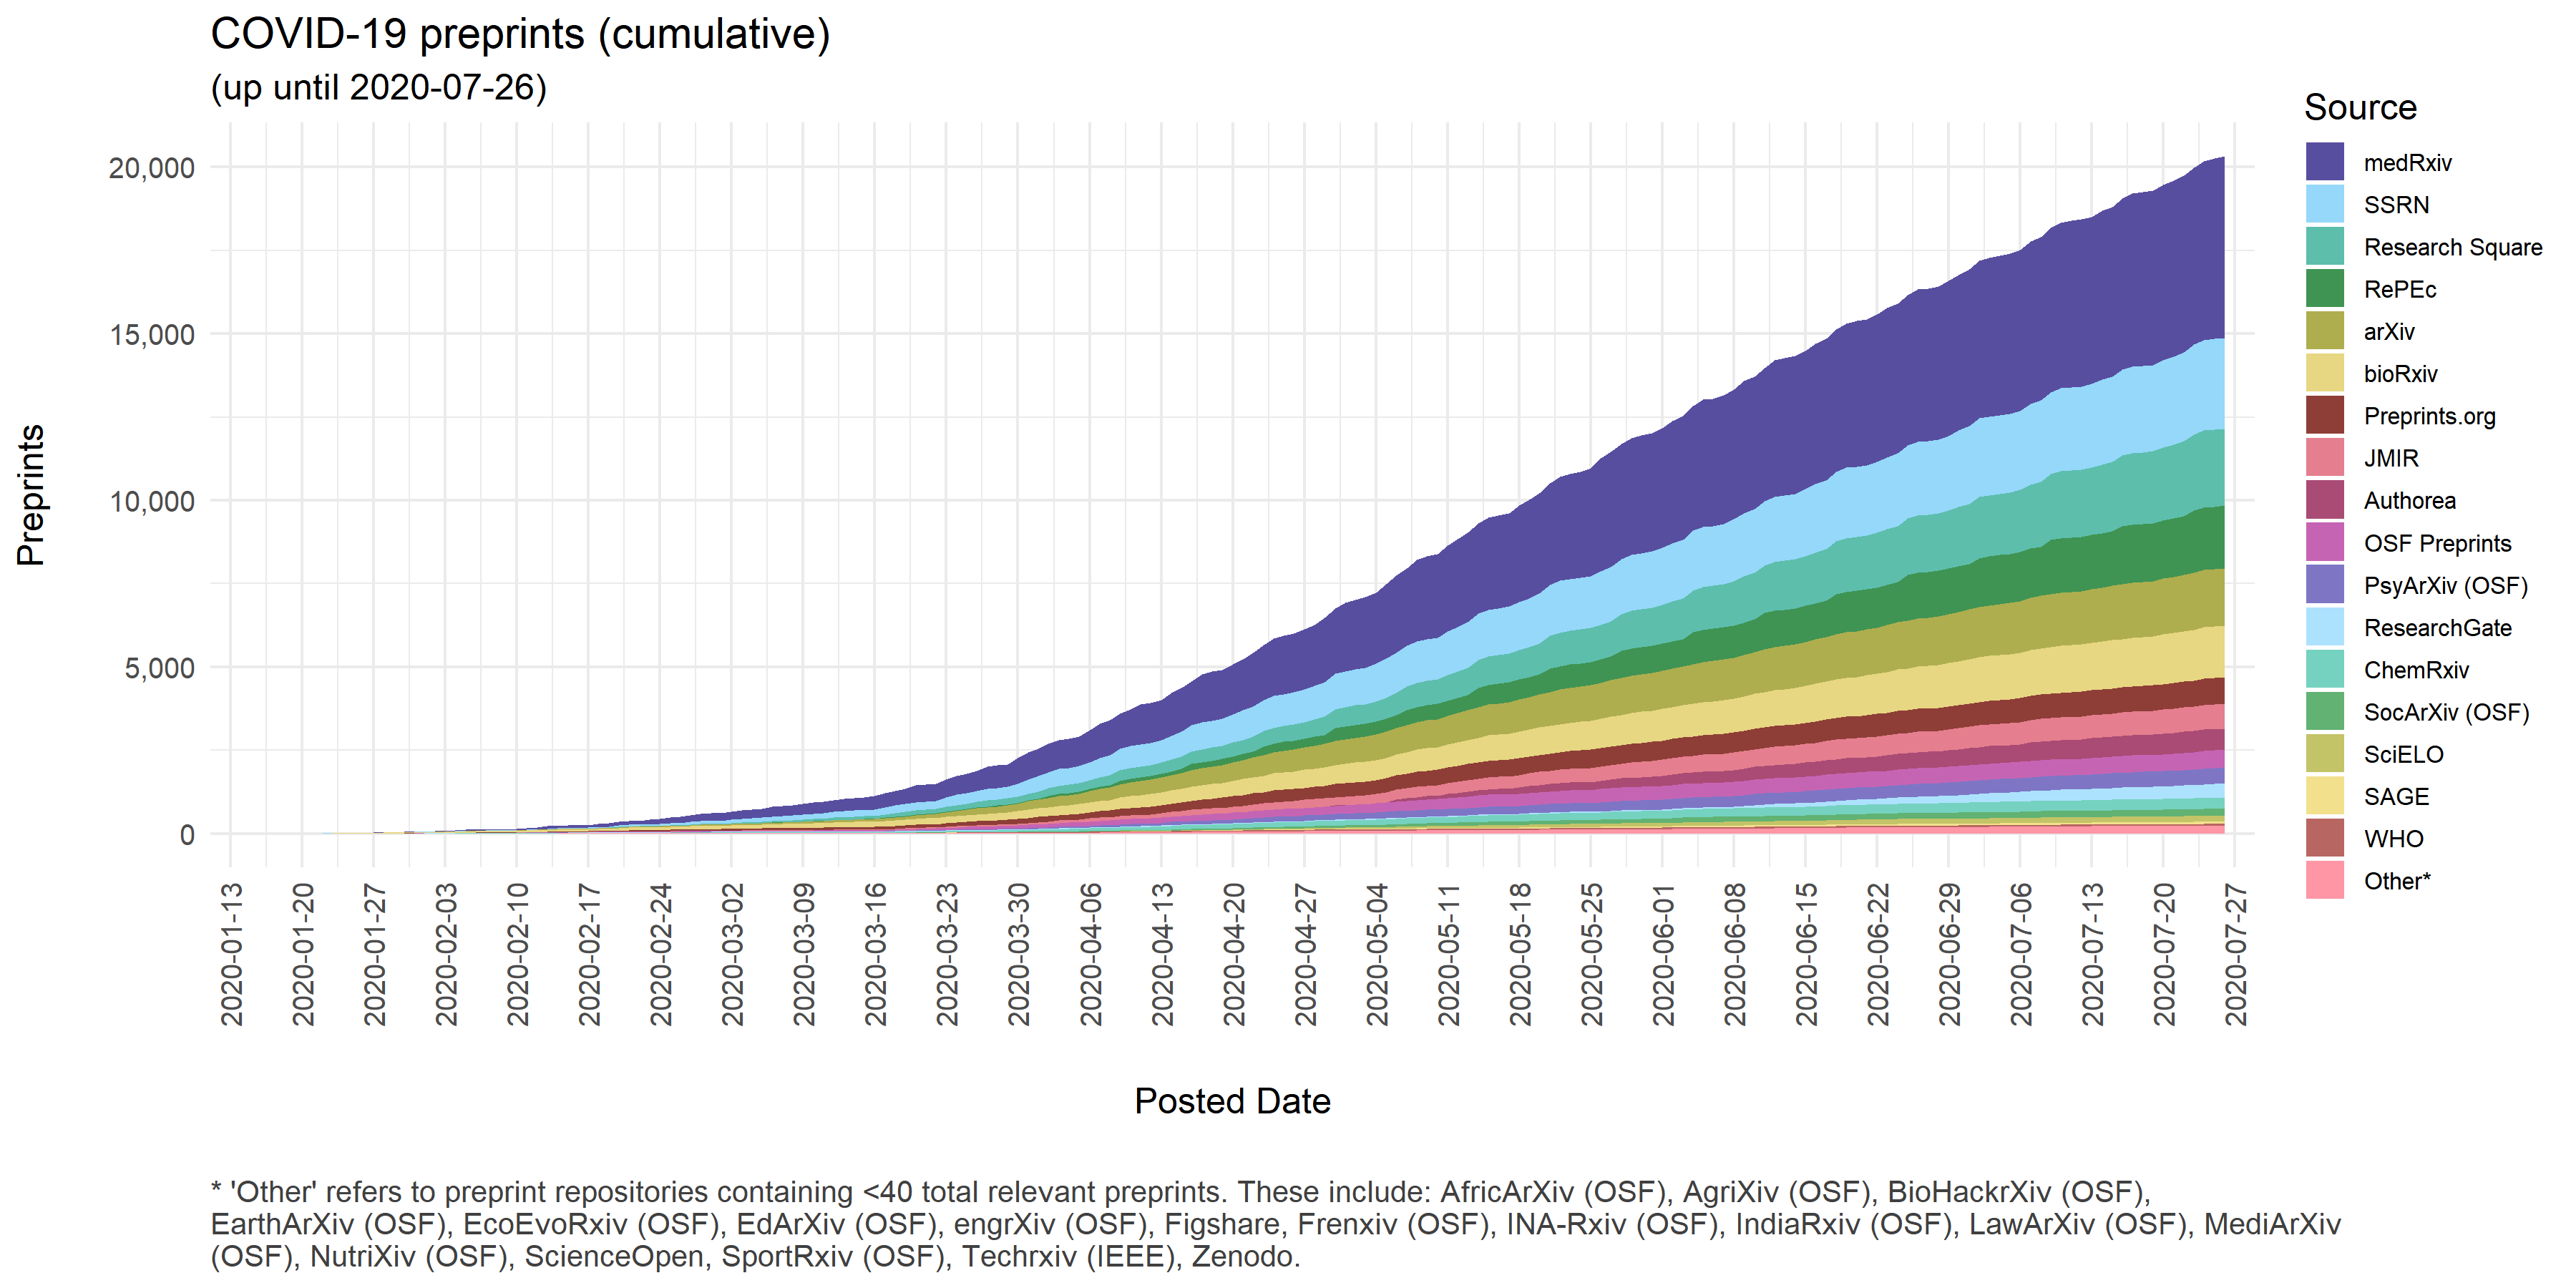 COVID-19 preprints (cumulative)
(up until 2020-07-26)
Preprints
20,000
15,000
10,000
5,000
0
2020-01-13
2020-01-20
2020-01-27
2020-02-03
2020-02-10
2020-02-17
2020-02-24
2020-03-02
2020-03-09
2020-03-16
2020-03-23
2020-03-30
2020-04-06
2020-04-13
2020-04-20
2020-04-27
2020-05-04
2020-05-11
2020-05-18
2020-05-25
2020-06-01
2020-06-08
2020-06-15
2020-06-22
2020-06-29
2020-07-06
2020-07-13
2020-07-20
2020-07-27
Posted Date
Source
medRxiv
SSRN
Research Square
RePEc
arXiv
bioRxiv
Preprints.org
JMIR
Authorea
OSF Preprints
PsyArXiv (OSF)
ResearchGate
ChemRxiv
SocArXiv (OSF)
SciELO
SAGE
WHO
Other*
* 'Other' refers to preprint repositories containing <40 total relevant preprints. These include: AfricArXiv (OSF), AgriXiv (OSF), BioHackrXiv (OSF),
EarthArXiv (OSF), EcoEvoRxiv (OSF), EdArXiv (OSF), engrXiv (OSF), Figshare, Frenxiv (OSF), INA-Rxiv (OSF), IndiaRxiv (OSF), LawArXiv (OSF), MediArXiv
(OSF), NutriXiv (OSF), ScienceOpen, SportRxiv (OSF), Techrxiv (IEEE), Zenodo.